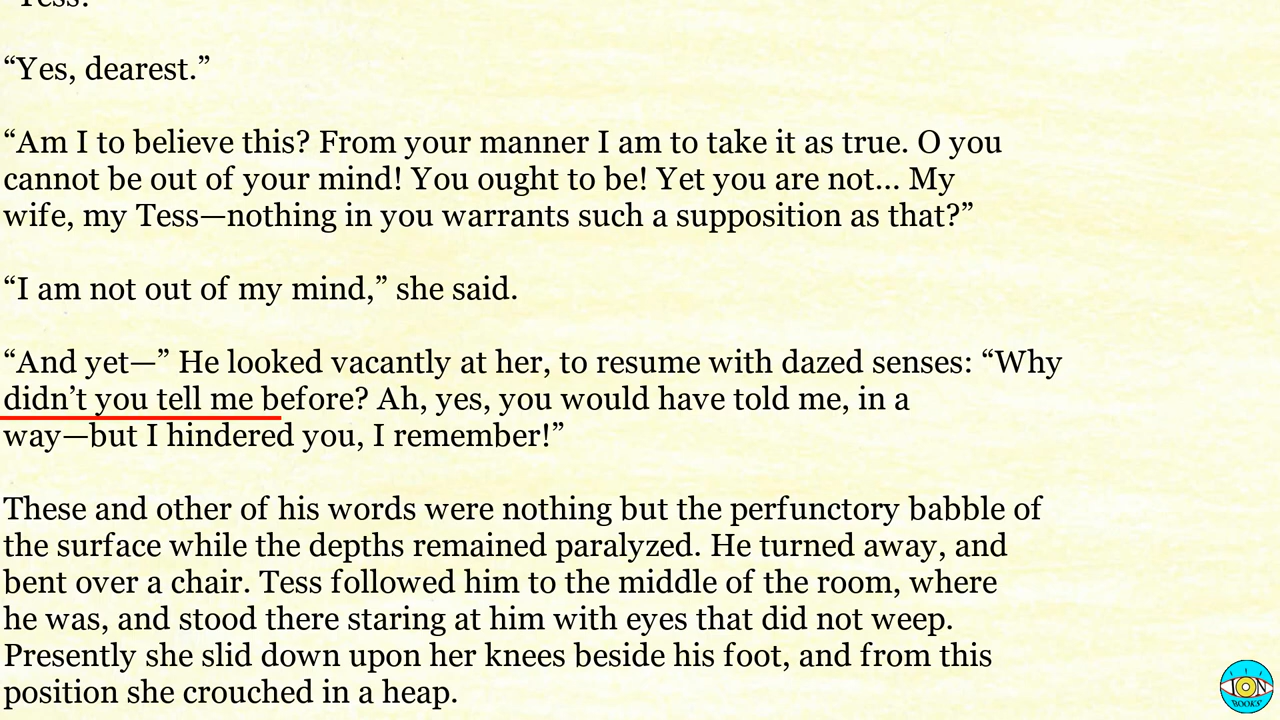 “Tess!
“Yes, dearest.”
“Am I to believe this? From your manner I am to take it as true. O you
cannot be out of your mind! You ought to be! Yet you are not... My
wife, my Tess—nothing in you warrants such a supposition as that?”
“I am not out of my mind,” she said.
“And yet—” He looked vacantly at her, to resume with dazed senses: “Why
didn’t you tell me before? Ah, yes, you would have told me, in a
way—but I hindered you, I remember!”
These and other of his words were nothing but the perfunctory babble of
the surface while the depths remained paralyzed. He turned away, and
bent over a chair. Tess followed him to the middle of the room, where
he was, and stood there staring at him with eyes that did not weep.
Presently she slid down upon her knees beside his foot, and from this
position she crouched in a heap.
ION
BOOKS